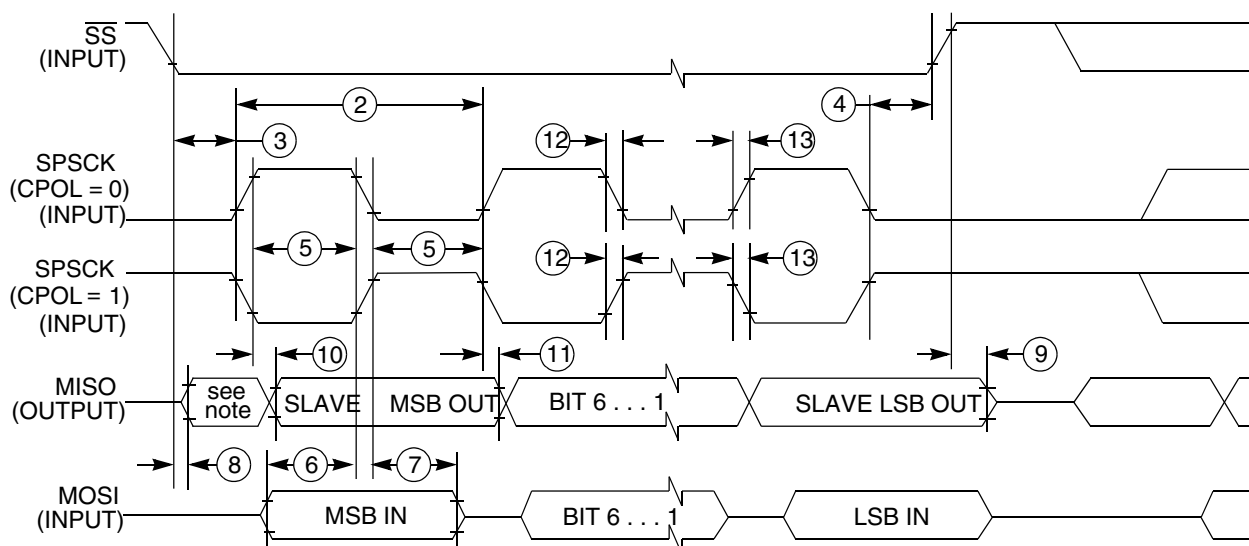 SS
(INPUT)
2
4
3
12
13
SPSCK
(CPOL = 0)
(INPUT)
5
5
12
13
SPSCK
(CPOL = 1)
(INPUT)
10
11
9
MISO
(OUTPUT)
see
note
SLAVE
MSB OUT
BIT 6 . . . 1
SLAVE LSB OUT
8
6
7
MOSI
(INPUT)
MSB IN
BIT 6 . . . 1
LSB IN